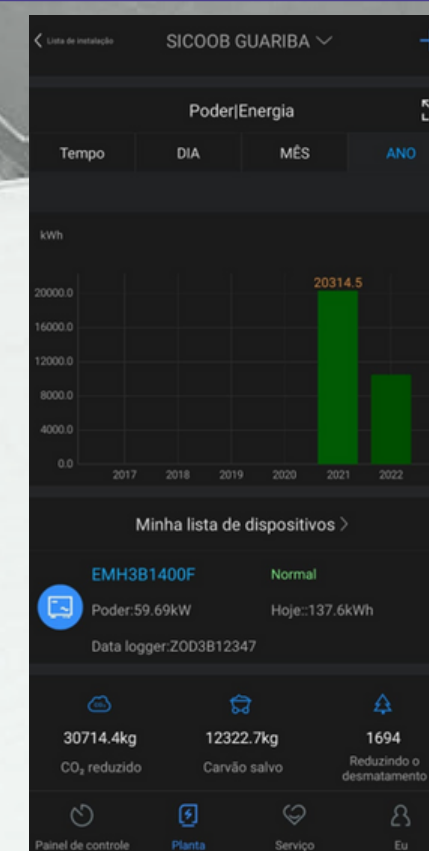 Lista de instalação
SICOOB GUARIBA
Poder|Energia
Tempo DIA MÊS ANO
kWh
20314.5
20000.0
16000.0
12000.0
8000.0
4000.0
0.0
2017 2018 2019 2020 2021 2022
Minha lista de dispositivos
EMH3B1400F Normal
Poder:59.69kW Hoje::137.6kWh
Data logger:ZOD3B12347
30714.4kg 12322.7kg 1694
CO₂ reduzido Carvão salvo Reduzindo o desmatamento
Painel de controle Planta Serviço Eu